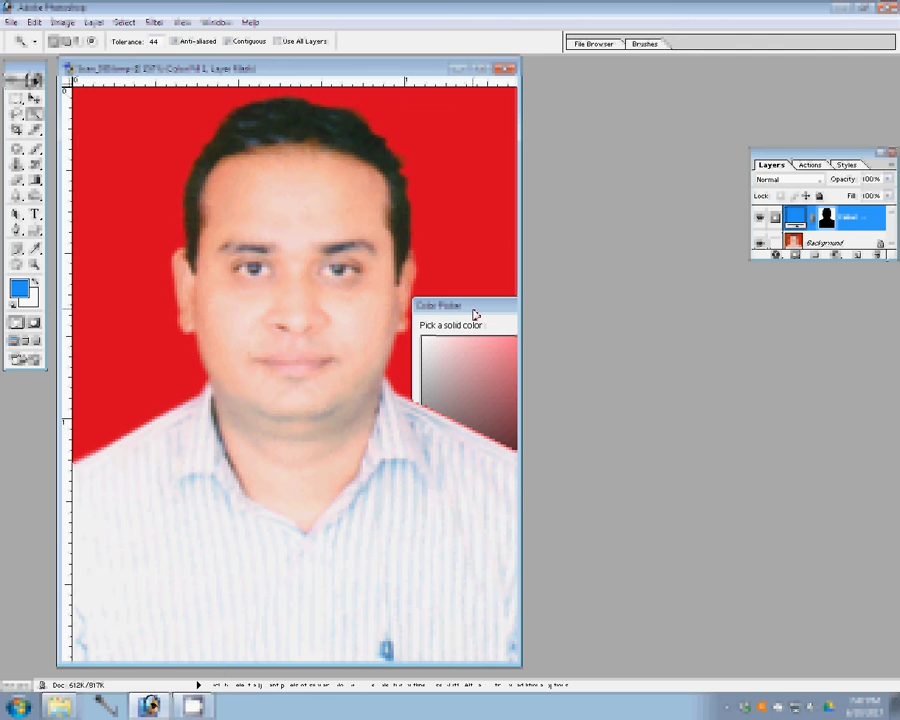 Adobe Photoshop
File Edit Image Layer Select Filter View Window Help
Tolerance: 44 Anti-aliased Contiguous Use All Layers
File Browser Brushes
Layers Actions Styles
Normal Opacity: 100%
Lock: Fill: 100%
Background
Color Picker
Pick a solid color:
Doc: 612K/817K